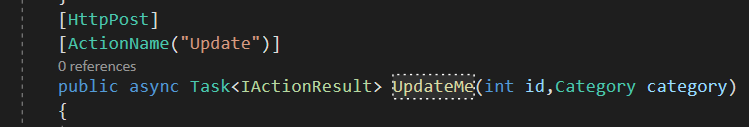 }
[HttpPost]
[ActionName("Update")]
0 references
public async Task<IActionResult> UpdateMe(int id,Category category)
{